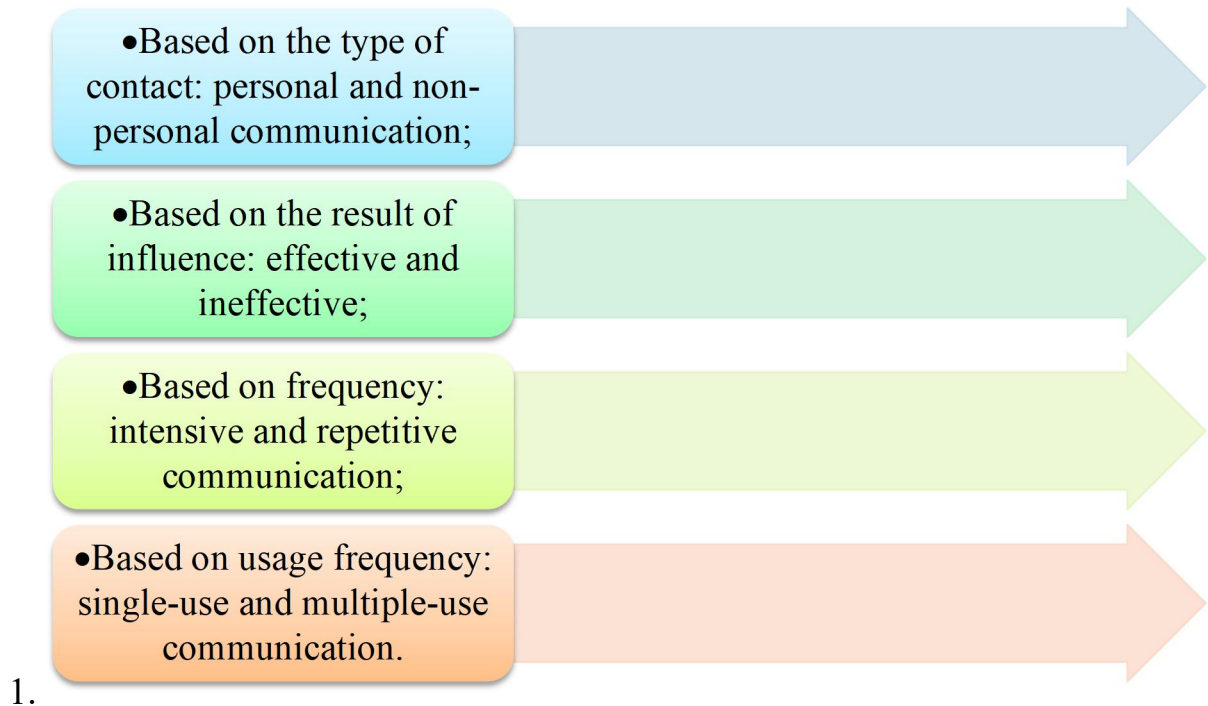 •Based on the type of
contact: personal and non-
personal communication;
•Based on the result of
influence: effective and
ineffective;
•Based on frequency:
intensive and repetitive
communication;
•Based on usage frequency:
single-use and multiple-use
communication.
1.